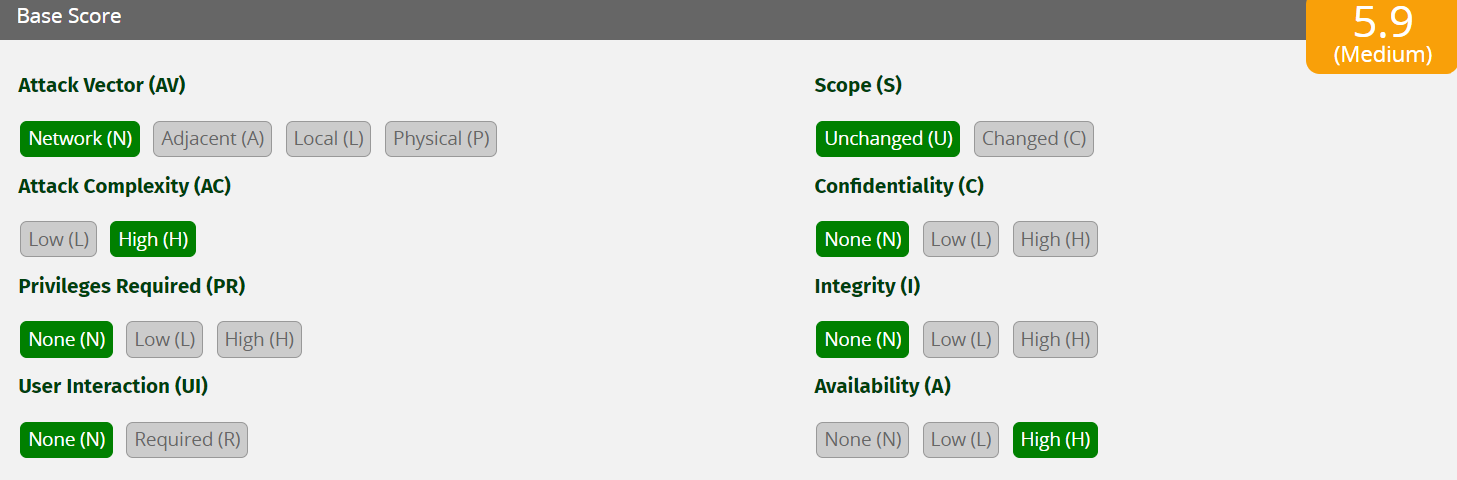 Base Score
5.9
(Medium)
Attack Vector (AV)
Network (N) Adjacent (A) Local (L) Physical (P)
Attack Complexity (AC)
Low (L) High (H)
Privileges Required (PR)
None (N) Low (L) High (H)
User Interaction (UI)
None (N) Required (R)
Scope (S)
Unchanged (U) Changed (C)
Confidentiality (C)
None (N) Low (L) High (H)
Integrity (I)
None (N) Low (L) High (H)
Availability (A)
None (N) Low (L) High (H)